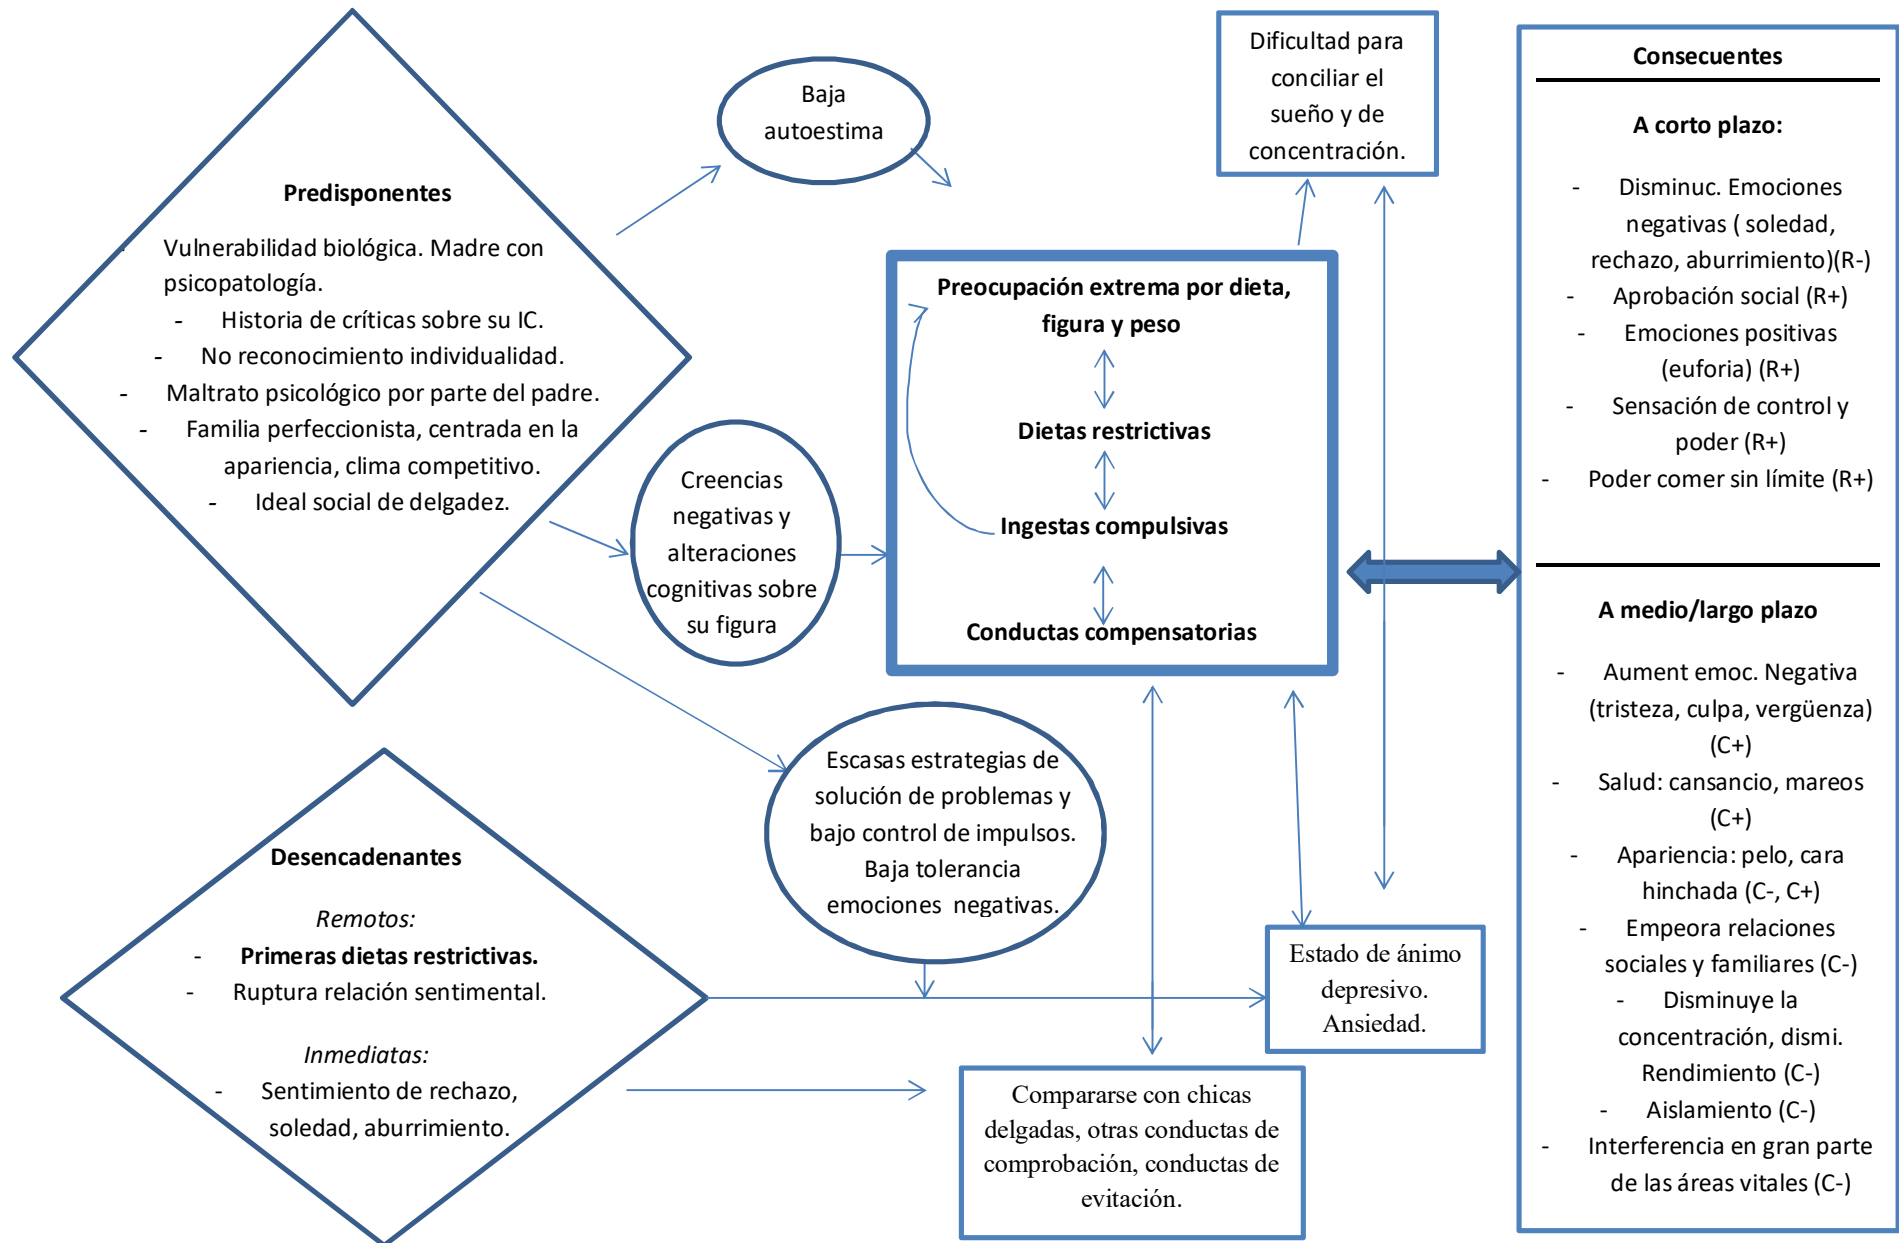 Predisponentes
- Vulnerabilidad biológica. Madre con
psicopatología.
- Historia de críticas sobre su IC.
- No reconocimiento individualidad.
- Maltrato psicológico por parte del padre.
- Familia perfeccionista, centrada en la
apariencia, clima competitivo.
- Ideal social de delgadez.
Desencadenantes
Remotos:
- Primeras dietas restrictivas.
- Ruptura relación sentimental.
Inmediatas:
- Sentimiento de rechazo,
soledad, aburrimiento.
Baja
autoestima
Creencias
negativas y
alteraciones
cognitivas sobre
su figura
Escasas estrategias de
solución de problemas y
bajo control de impulsos.
Baja tolerancia
emociones negativas.
Preocupación extrema por dieta,
figura y peso
Dietas restrictivas
Ingestas compulsivas
Conductas compensatorias
Dificultad para
conciliar el
sueño y de
concentración.
Estado de ánimo
depresivo.
Ansiedad.
Compararse con chicas
delgadas, otras conductas de
comprobación, conductas de
evitación.
Consecuentes
A corto plazo:
- Disminuc. Emociones
negativas ( soledad,
rechazo, aburrimiento)(R-)
- Aprobación social (R+)
- Emociones positivas
(euforia) (R+)
- Sensación de control y
poder (R+)
- Poder comer sin límite (R+)
A medio/largo plazo
- Aument emoc. Negativa
(tristeza, culpa, vergüenza)
(C+)
- Salud: cansancio, mareos
(C+)
- Apariencia: pelo, cara
hinchada (C-, C+)
- Empeora relaciones
sociales y familiares (C-)
- Disminuye la
concentración, dismi.
Rendimiento (C-)
- Aislamiento (C-)
- Interferencia en gran parte
de las áreas vitales (C-)